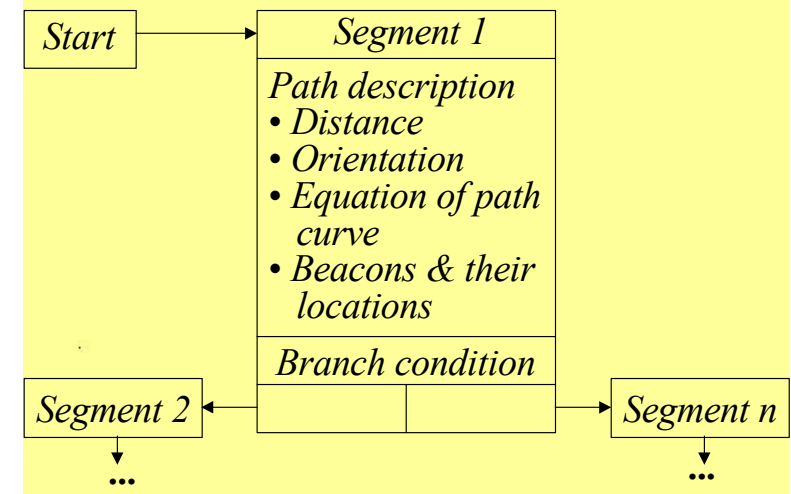 Start
Segment 1
Path description
• Distance
• Orientation
• Equation of path
curve
• Beacons & their
locations
Branch condition
Segment 2
Segment n
...
...